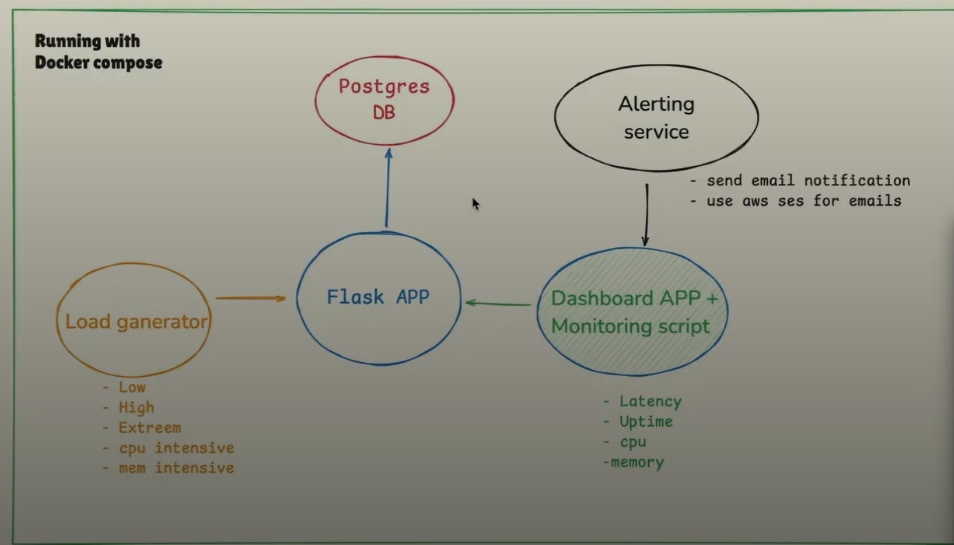 Running with
Docker compose
Postgres
DB
Alerting
service
- send email notification
- use aws ses for emails
Flask APP
Dashboard APP +
Monitoring script
Load ganerator
- Low
- High
- Extreem
- cpu intensive
- mem intensive
- Latency
- Uptime
- cpu
-memory